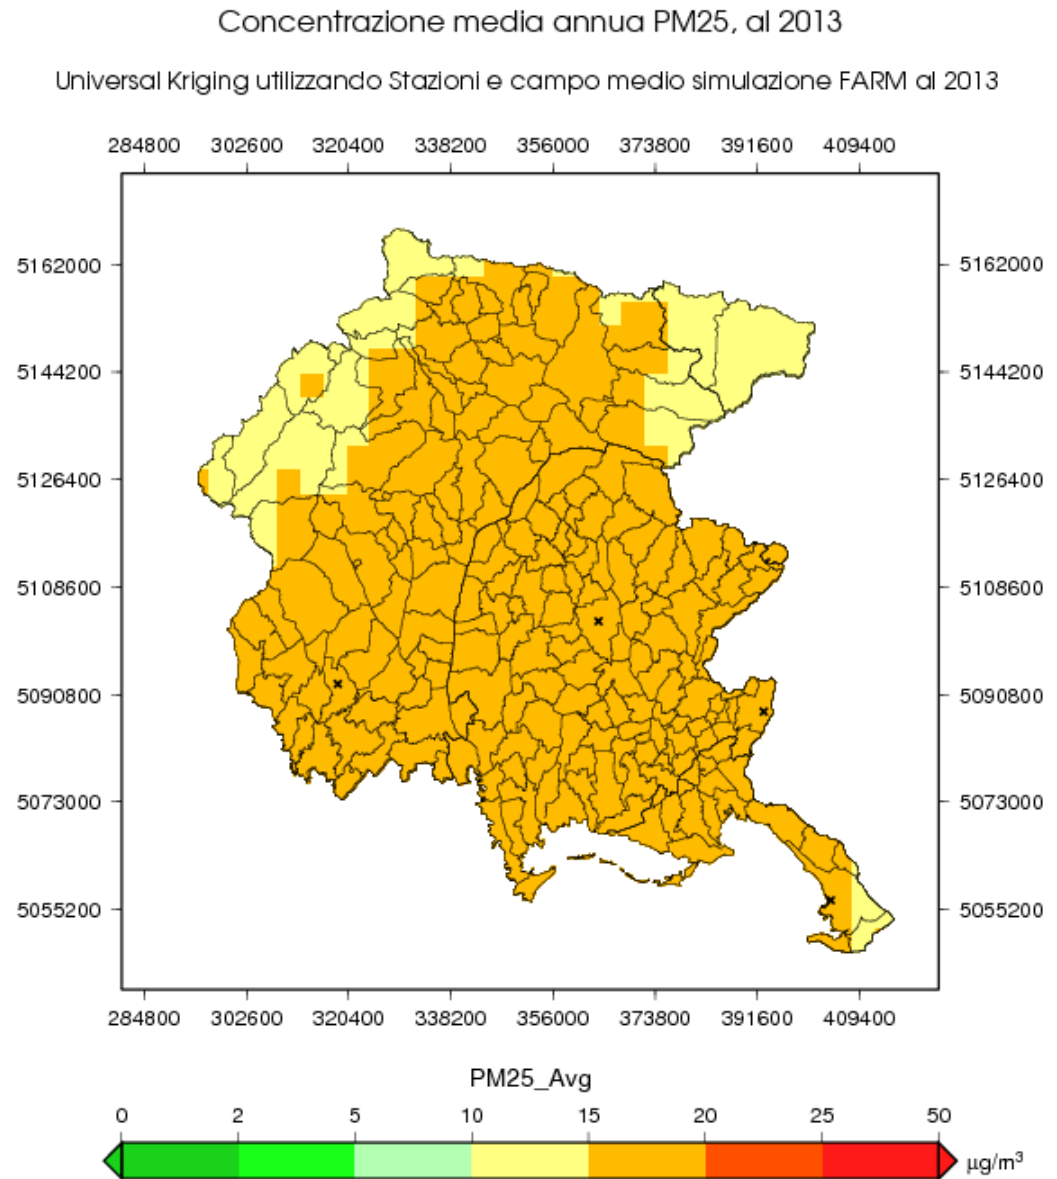 Concentrazione media annua PM25, al 2013
Universal Kriging utilizzando Stazioni e campo medio simulazione FARM al 2013
284800 302600 320400 338200 356000 373800 391600 409400
5162000 5162000
5144200 5144200
5126400 5126400
5108600 5108600
5090800 5090800
5073000 5073000
5055200 5055200
284800 302600 320400 338200 356000 373800 391600 409400
PM25_Avg
0 2 5 10 15 20 25 50
µg/m³